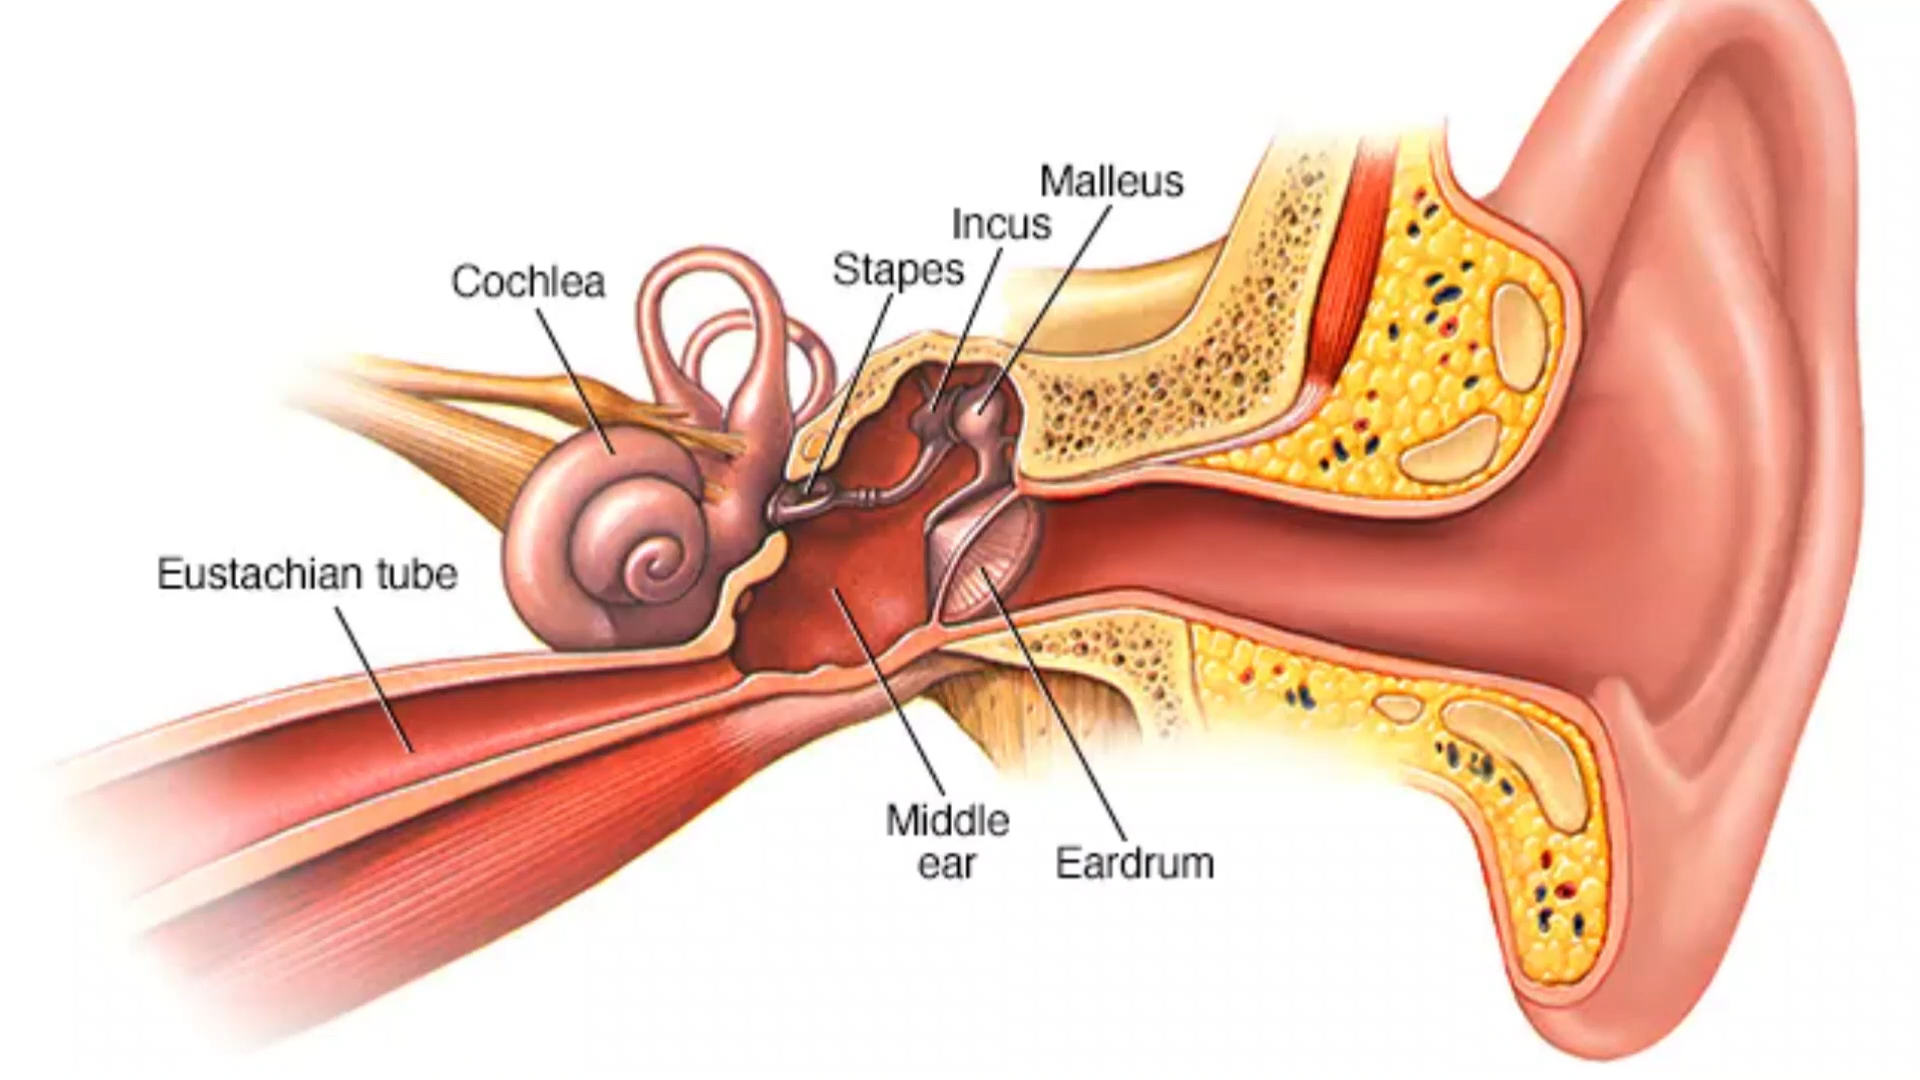 Malleus
Incus
Stapes
Cochlea
Eustachian tube
Middle
ear
Eardrum